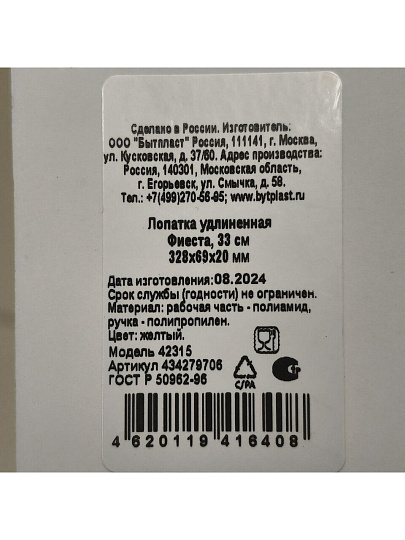 Сделано в России. Изготовитель:
ООО "Бытпласт" Россия, 111141, г. Москва,
ул. Кусковская, д. 37/60. Адрес производства:
Россия, 140301, Московская область,
г. Егорьевск, ул. Смычка, д. 58.
Тел.: +7(499)270-56-95; www.bytplast.ru
Лопатка удлиненная
Фиеста, 33 см
328х69х20 мм
Дата изготовления:08.2024
Срок службы (годности) не ограничен.
Материал: рабочая часть - полиамид,
ручка - полипропилен.
Цвет: желтый.
Модель 42315
Артикул 434279706
ГОСТ Р 50962-96
C/PA
4 620119 416408